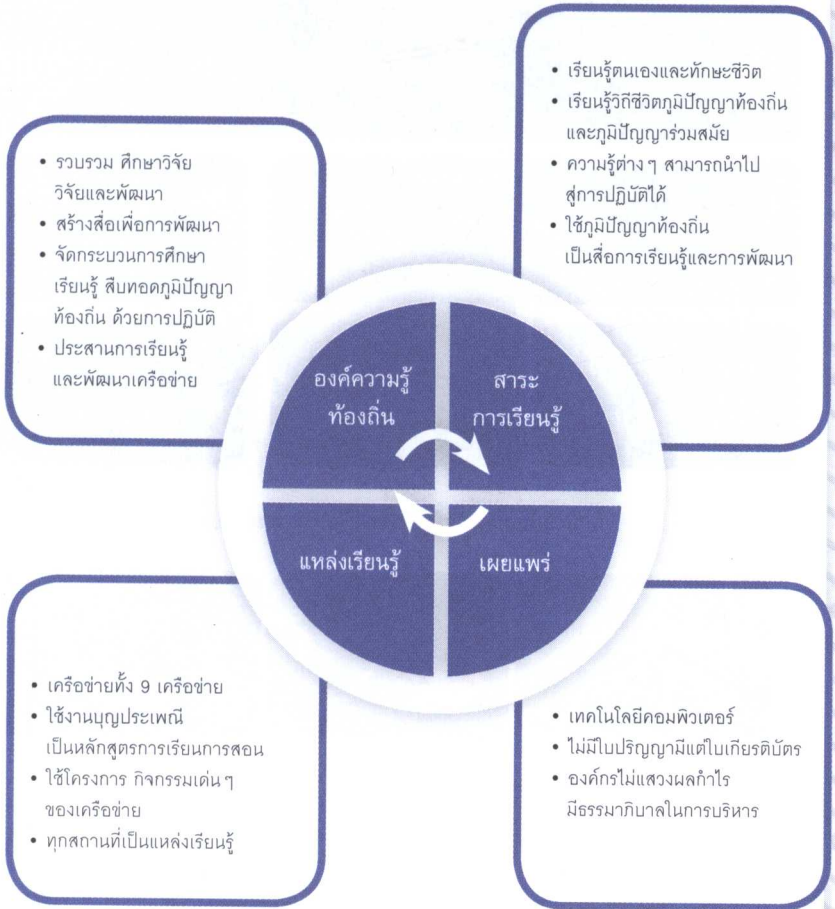 • รวบรวม ศึกษาวิจัย
วิจัยและพัฒนา
• สร้างสื่อเพื่อการพัฒนา
• จัดกระบวนการศึกษา
เรียนรู้ สืบทอดภูมิปัญญา
ท้องถิ่น ด้วยการปฏิบัติ
• ประสานการเรียนรู้
และพัฒนาเครือข่าย
• เรียนรู้ตนเองและทักษะชีวิต
• เรียนรู้วิถีชีวิตภูมิปัญญาท้องถิ่น
และภูมิปัญญาร่วมสมัย
• ความรู้ต่าง ๆ สามารถนำไป
สู่การปฏิบัติได้
• ใช้ภูมิปัญญาท้องถิ่น
เป็นสื่อการเรียนรู้และการพัฒนา
องค์ความรู้
ท้องถิ่น
สาระ
การเรียนรู้
แหล่งเรียนรู้
เผยแพร่
• เครือข่ายทั้ง 9 เครือข่าย
• ใช้งานบุญประเพณี
เป็นหลักสูตรการเรียนการสอน
• ใช้โครงการ กิจกรรมเด่น ๆ
ของเครือข่าย
• ทุกสถานที่เป็นแหล่งเรียนรู้
• เทคโนโลยีคอมพิวเตอร์
• ไม่มีใบปริญญามีแต่ใบเกียรติบัตร
• องค์กรไม่แสวงผลกำไร
มีธรรมาภิบาลในการบริหาร